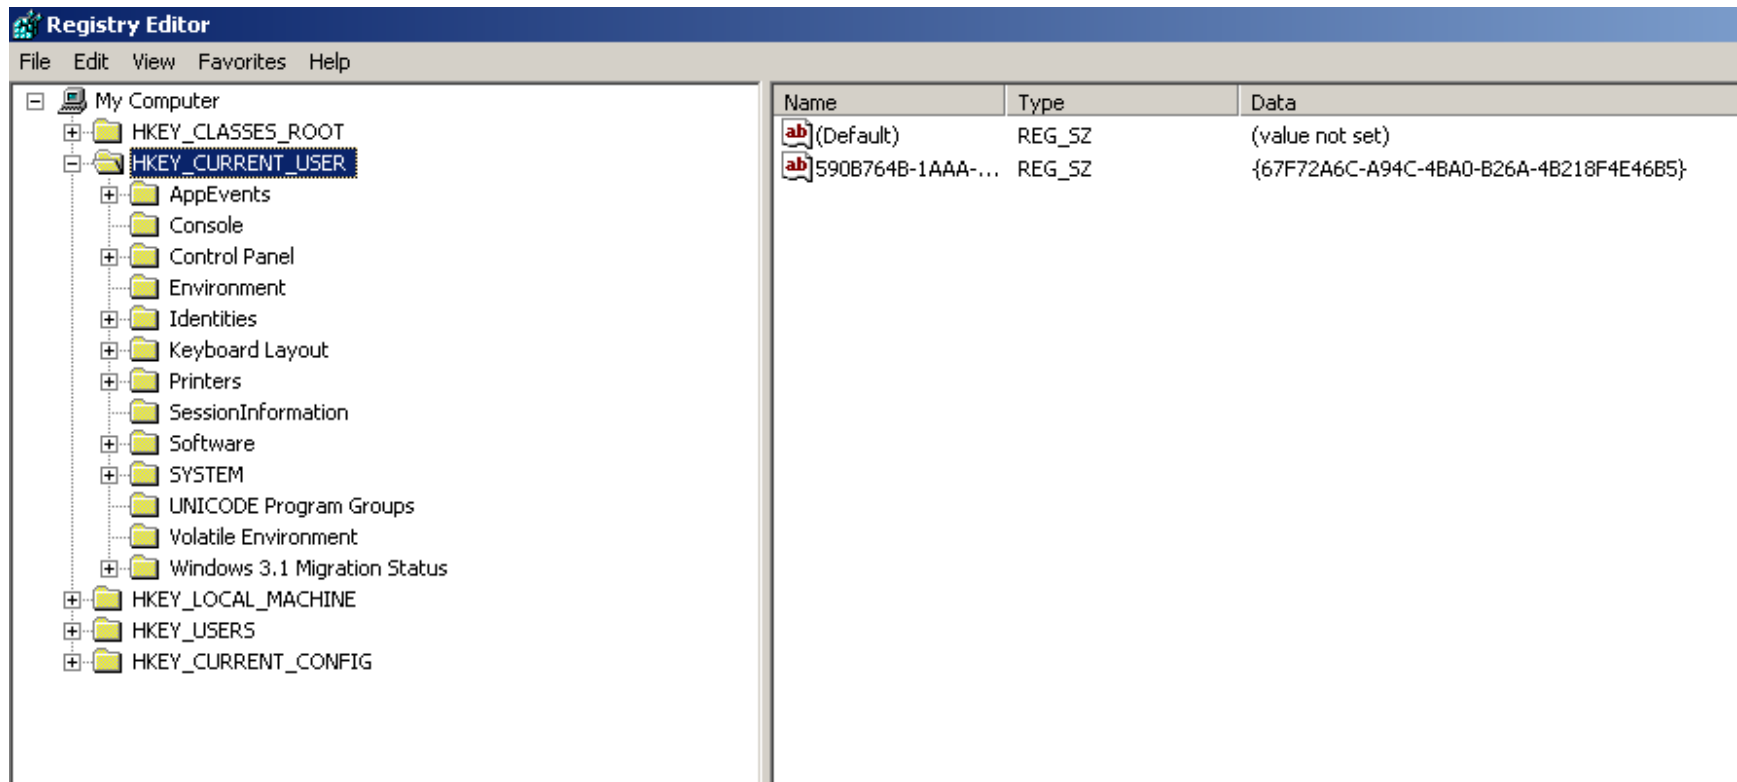 Registry Editor
File Edit View Favorites Help
My Computer
HKEY_CLASSES_ROOT
HKEY_CURRENT_USER
AppEvents
Console
Control Panel
Environment
Identities
Keyboard Layout
Printers
SessionInformation
Software
SYSTEM
UNICODE Program Groups
Volatile Environment
Windows 3.1 Migration Status
HKEY_LOCAL_MACHINE
HKEY_USERS
HKEY_CURRENT_CONFIG
Name Type Data
ab (Default) REG_SZ (value not set)
ab 590B764B-1AAA-... REG_SZ {67F72A6C-A94C-4BA0-B26A-4B218F4E46B5}